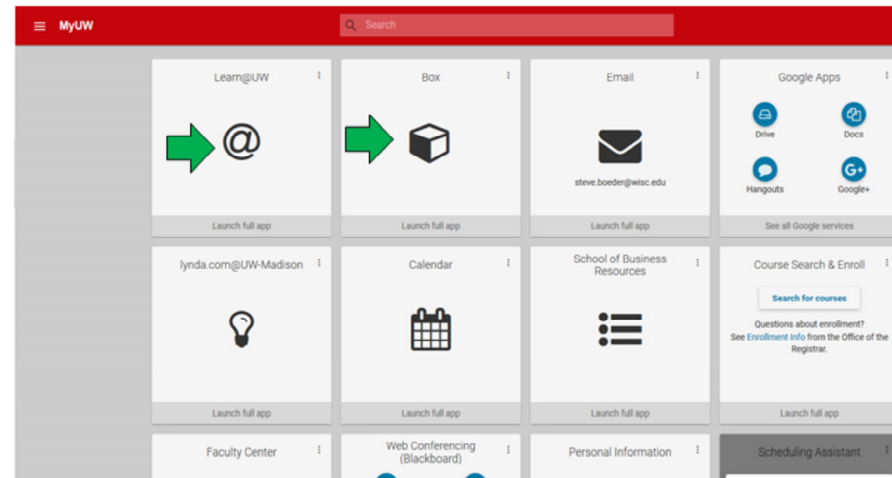 MyUW
Search
Learn@UW
Launch full app
Box
Launch full app
Email
steve.boeder@wisc.edu
Launch full app
Google Apps
Drive
Docs
Hangouts
Google+
See all Google services
lynda.com@UW-Madison
Launch full app
Calendar
Launch full app
School of Business
Resources
Launch full app
Course Search & Enroll
Search for courses
Questions about enrollment?
See Enrollment Info from the Office of the
Registrar.
Launch full app
Faculty Center
Web Conferencing
(Blackboard)
Personal Information
Scheduling Assistant